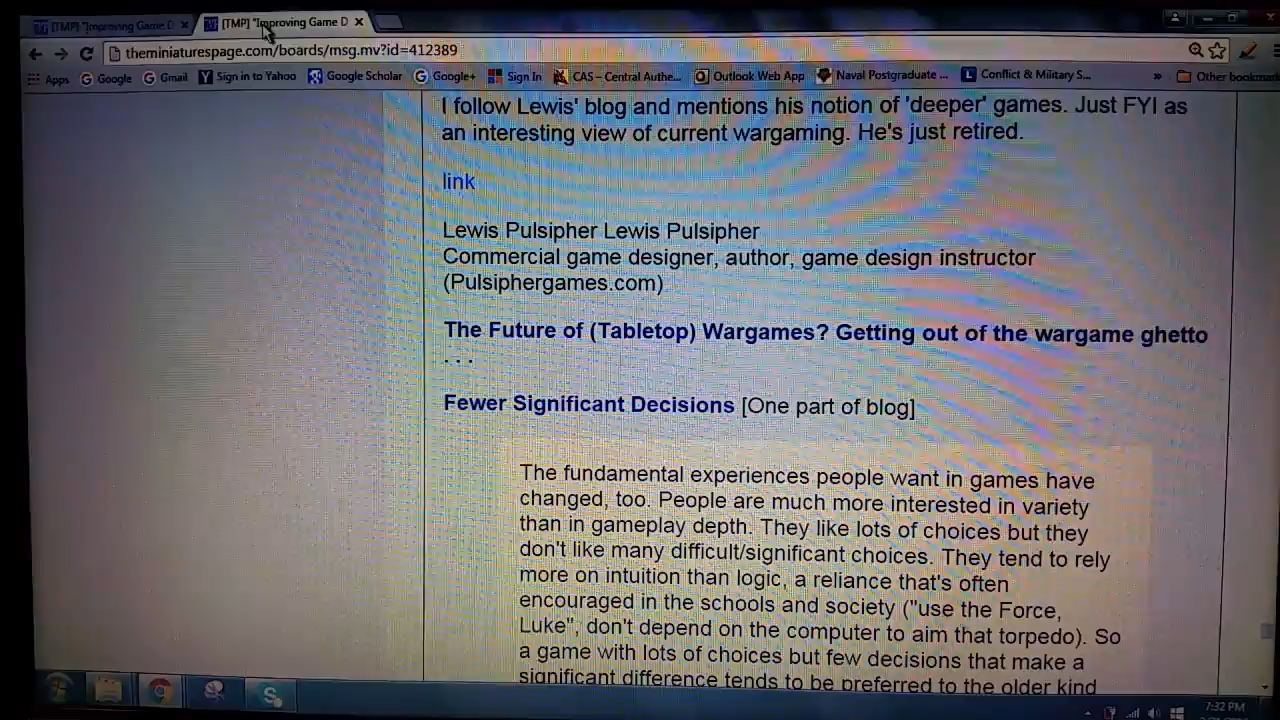 [TMP] "Improving Game D
[TMP] "Improving Game D
theminiaturespage.com/boards/msg.mv?id=412389
Apps Google Gmail Sign in to Yahoo Google Scholar Google+ Sign In CAS – Central Authe... Outlook Web App Naval Postgraduate ... Conflict & Military S... » Other bookma
I follow Lewis' blog and mentions his notion of 'deeper' games. Just FYI as
an interesting view of current wargaming. He's just retired.
link
Lewis Pulsipher Lewis Pulsipher
Commercial game designer, author, game design instructor
(Pulsiphergames.com)
The Future of (Tabletop) Wargames? Getting out of the wargame ghetto
. . .
Fewer Significant Decisions [One part of blog]
The fundamental experiences people want in games have
changed, too. People are much more interested in variety
than in gameplay depth. They like lots of choices but they
don't like many difficult/significant choices. They tend to rely
more on intuition than logic, a reliance that's often
encouraged in the schools and society ("use the Force,
Luke", don't depend on the computer to aim that torpedo). So
a game with lots of choices but few decisions that make a
significant difference tends to be preferred to the older kind
7:32 PM